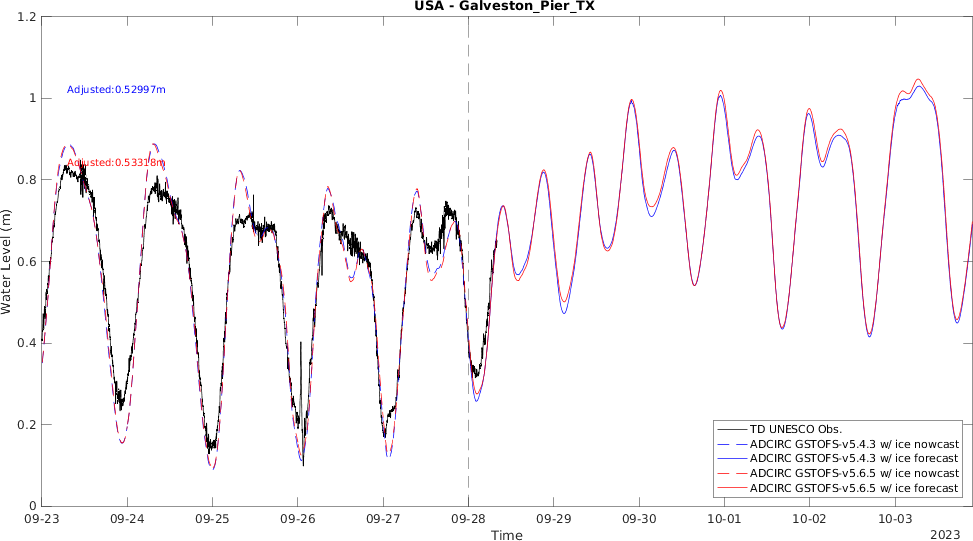 USA - Galveston_Pier_TX
1.2
1
0.8
0.6
0.4
0.2
0
Water Level (m)
Adjusted:0.52997m
Adjusted:0.53318m
TD UNESCO Obs.
ADCIRC GSTOFS-v5.4.3 w/ ice nowcast
ADCIRC GSTOFS-v5.4.3 w/ ice forecast
ADCIRC GSTOFS-v5.6.5 w/ ice nowcast
ADCIRC GSTOFS-v5.6.5 w/ ice forecast
09-23 09-24 09-25 09-26 09-27 09-28 09-29 09-30 10-01 10-02 10-03
Time
2023